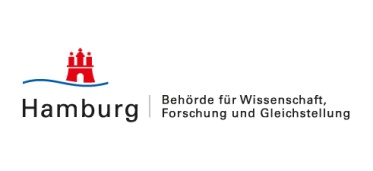 Hamburg
Behörde für Wissenschaft,
Forschung und Gleichstellung